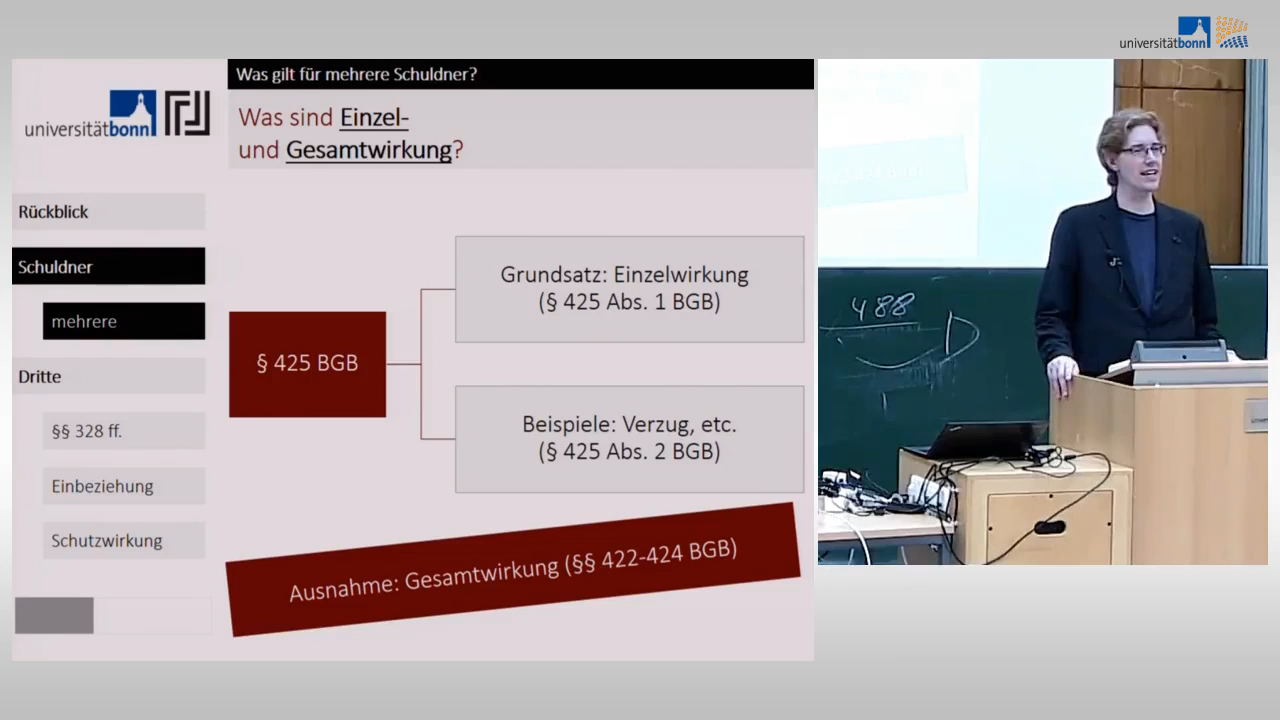 universitätbonn
Was gilt für mehrere Schuldner?
universitätbonn
Was sind Einzel-
und Gesamtwirkung?
Rückblick
Schuldner
mehrere
Dritte
§§ 328 ff.
Einbeziehung
Schutzwirkung
§ 425 BGB
Grundsatz: Einzelwirkung
(§ 425 Abs. 1 BGB)
Beispiele: Verzug, etc.
(§ 425 Abs. 2 BGB)
Ausnahme: Gesamtwirkung (§§ 422-424 BGB)
488